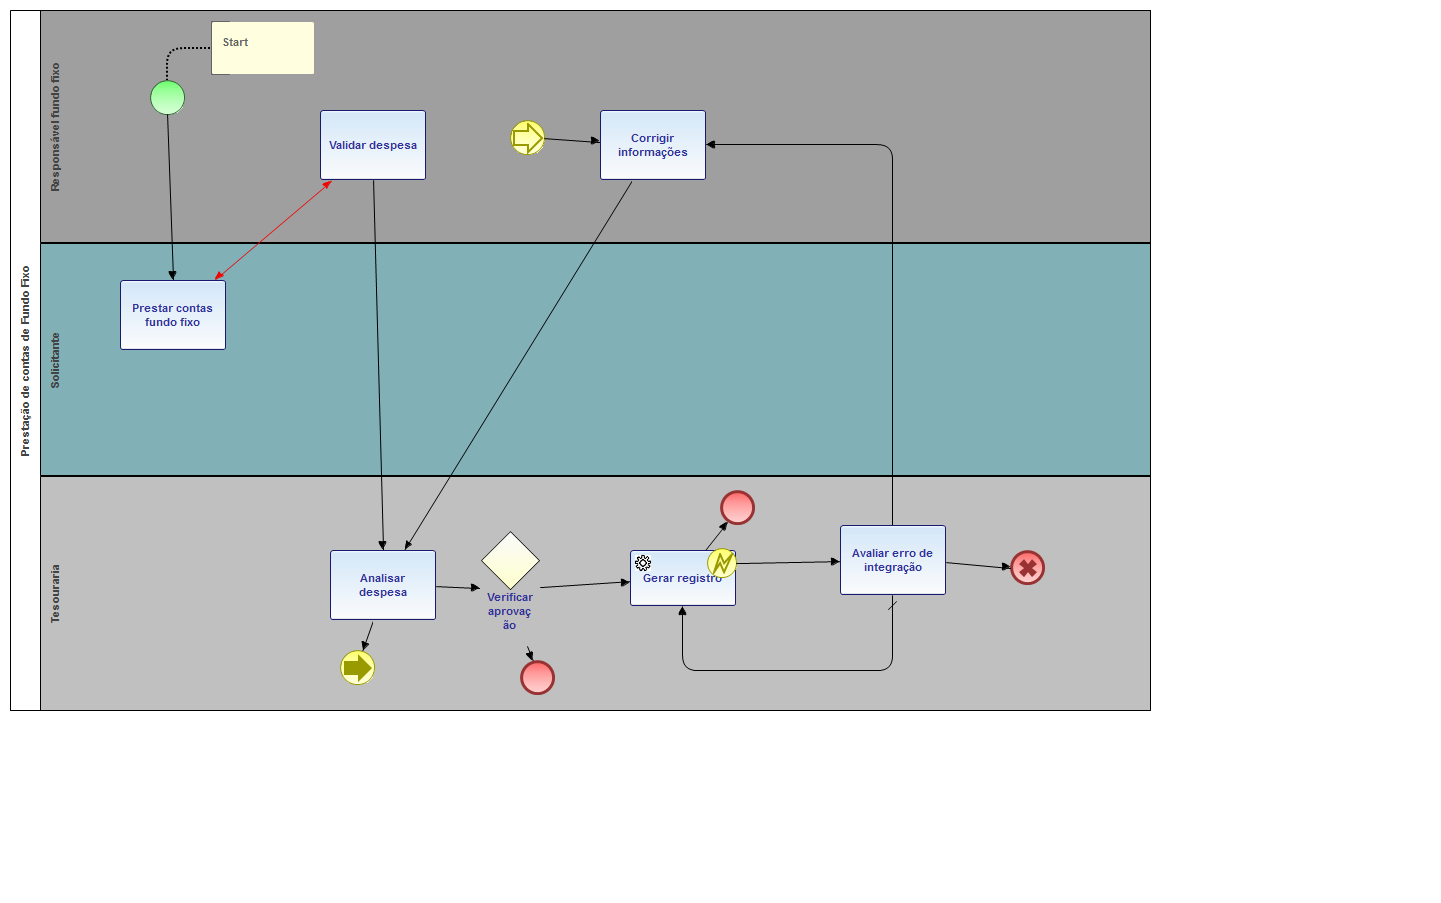 Prestação de contas de Fundo Fixo
Responsável fundo fixo
Start
Validar despesa
Corrigir
informações
Solicitante
Prestar contas
fundo fixo
Tesouraria
Analisar
despesa
Verificar
aprovaç
ão
Gerar registro
Avaliar erro de
integração